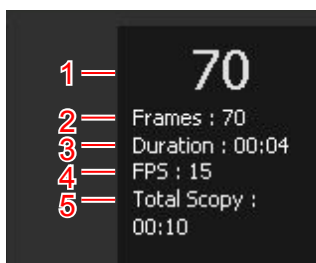 1 70
2 Frames : 70
3 Duration : 00:04
4 FPS : 15
5 Total Scopy :
00:10